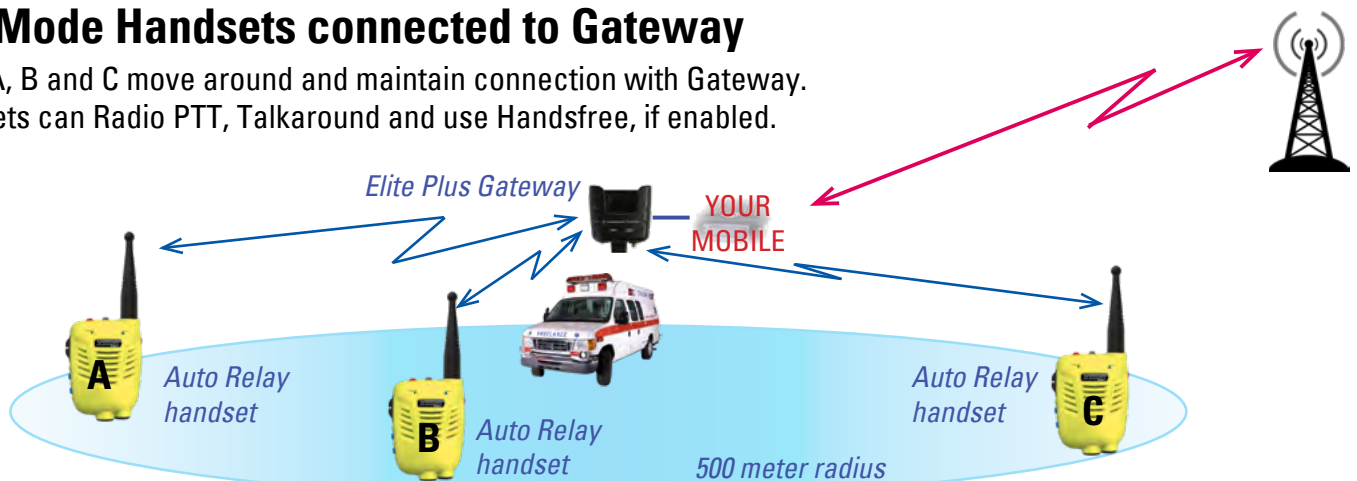 Mode Handsets connected to Gateway
A, B and C move around and maintain connection with Gateway.
ets can Radio PTT, Talkaround and use Handsfree, if enabled.
Elite Plus Gateway
YOUR
MOBILE
AMBULANCE
A
Auto Relay
handset
B
Auto Relay
handset
Auto Relay
handset
C
500 meter radius